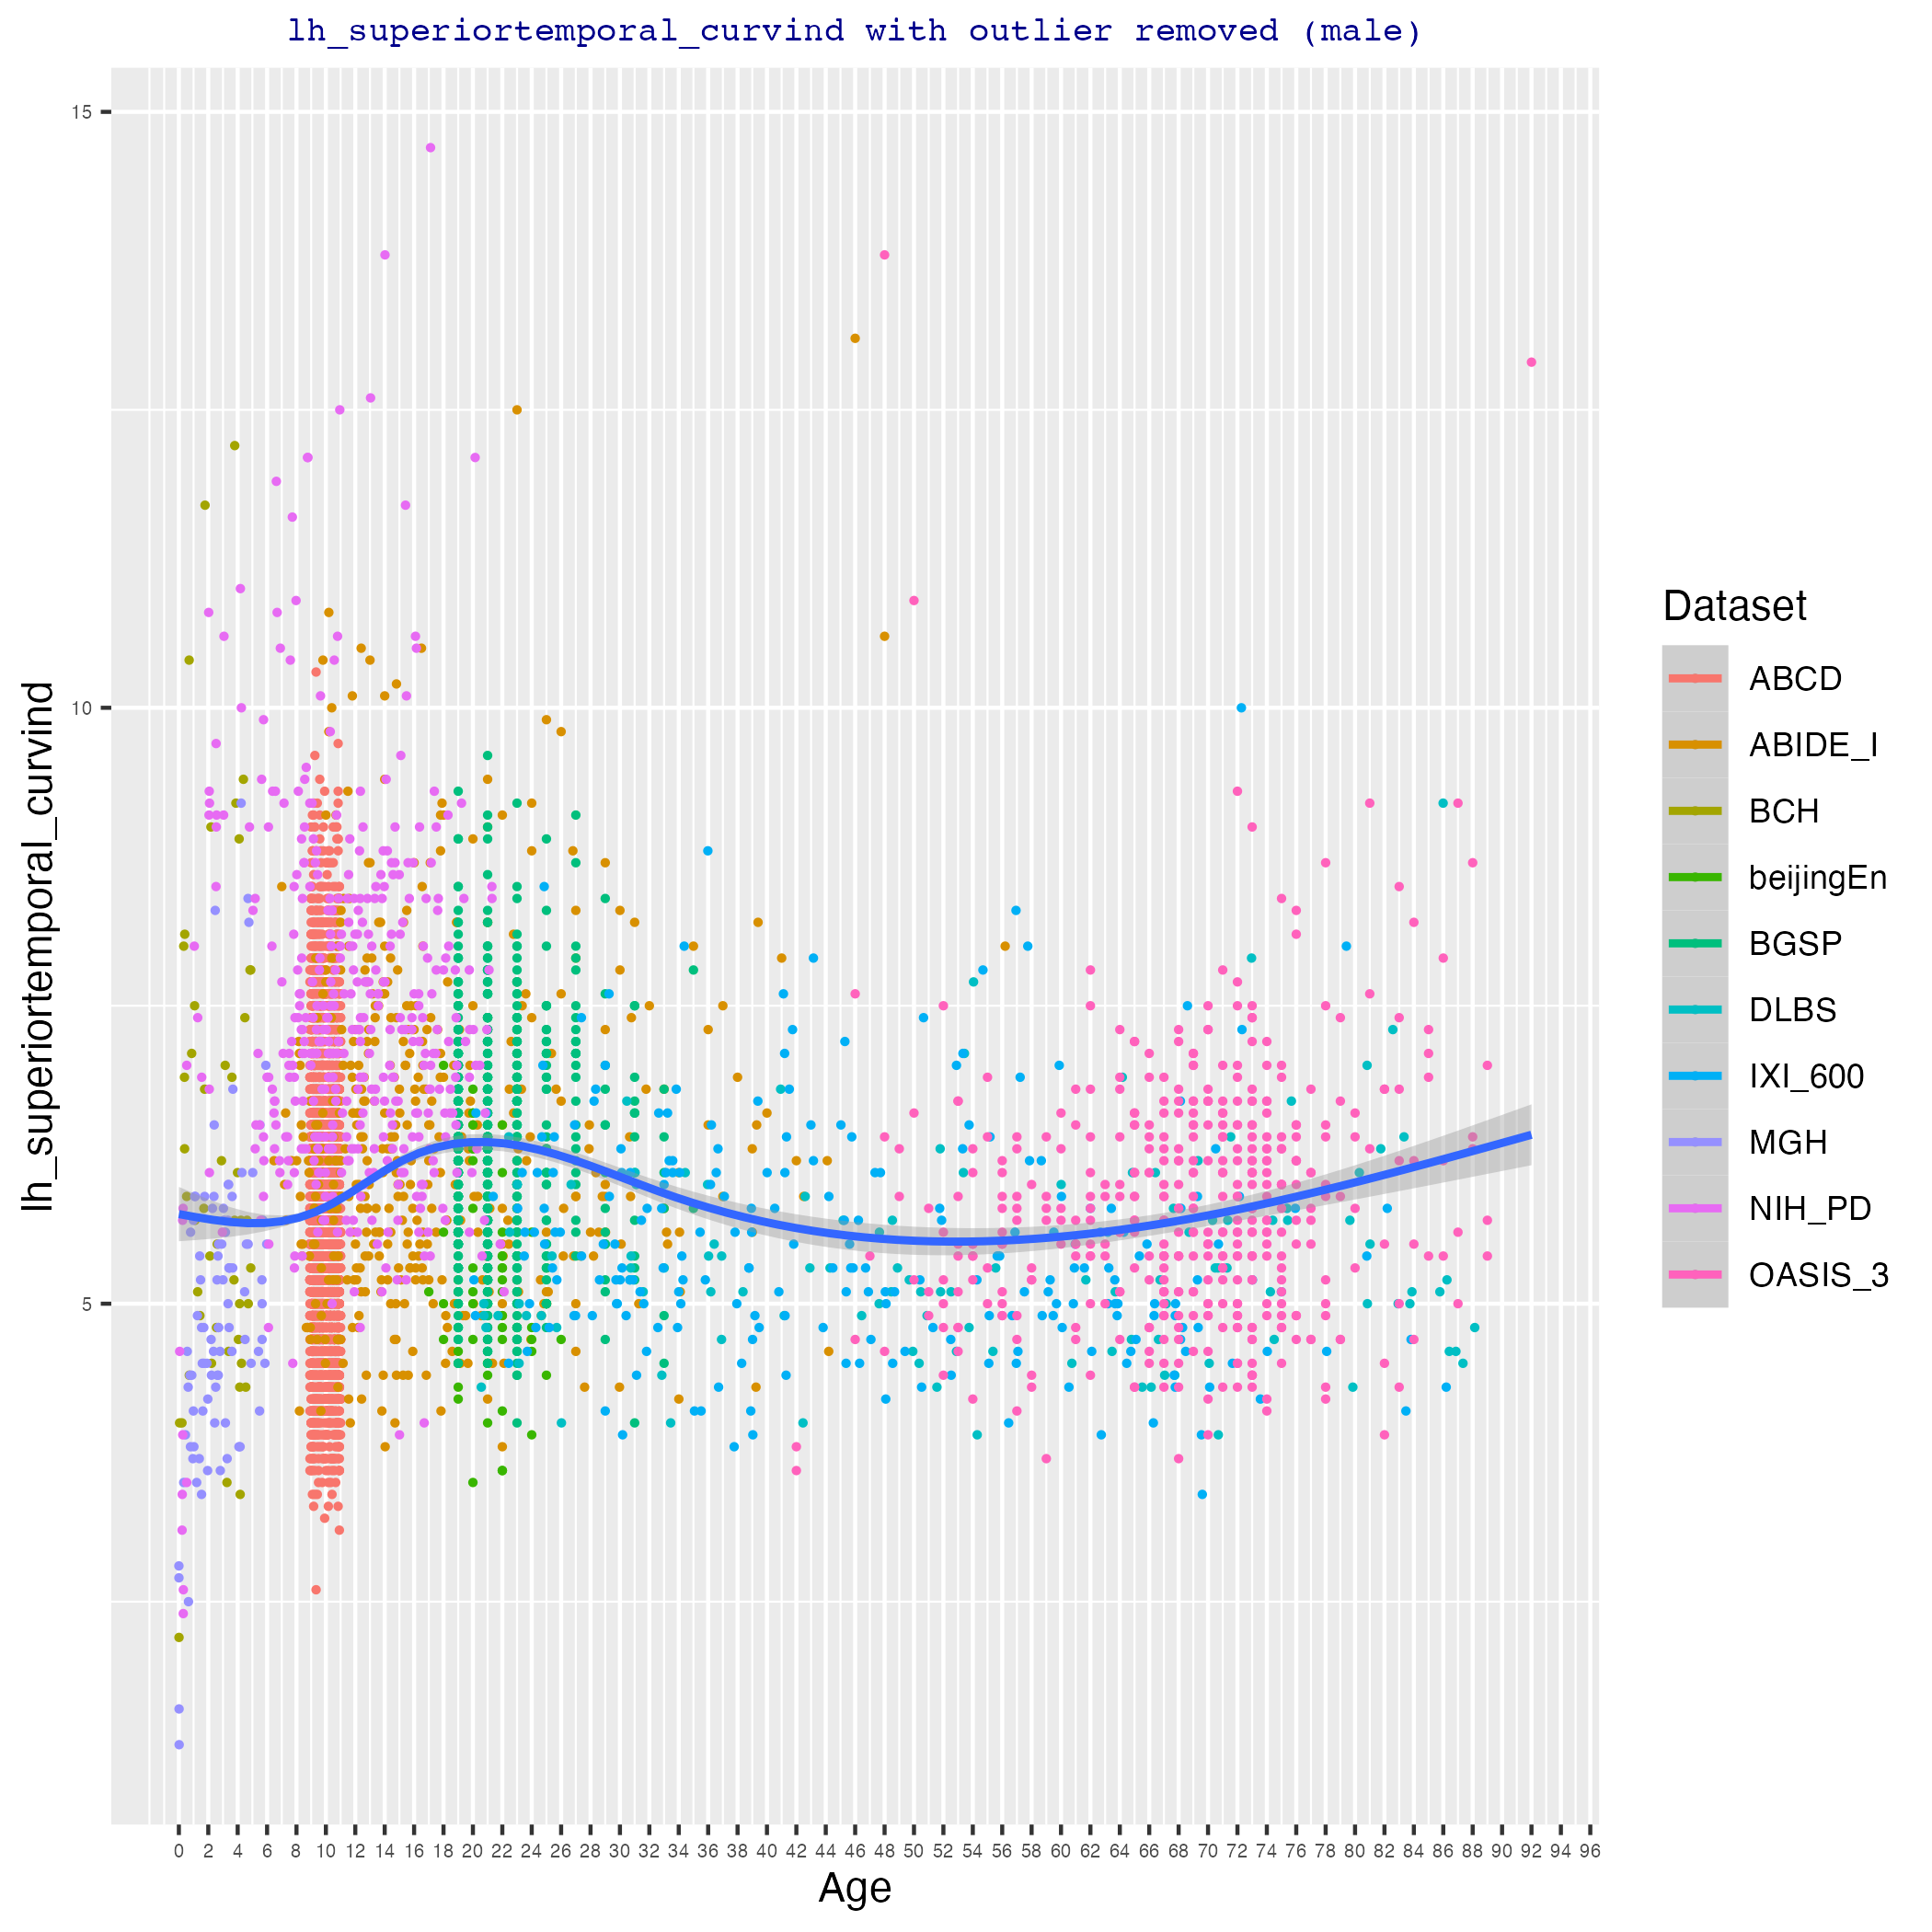 lh_superiortemporal_curvind with outlier removed (male)
15
10
5
lh_superiortemporal_curvind
0 2 4 6 8 10 12 14 16 18 20 22 24 26 28 30 32 34 36 38 40 42 44 46 48 50 52 54 56 58 60 62 64 66 68 70 72 74 76 78 80 82 84 86 88 90 92 94 96
Age
Dataset
ABCD
ABIDE_I
BCH
beijingEn
BGSP
DLBS
IXI_600
MGH
NIH_PD
OASIS_3